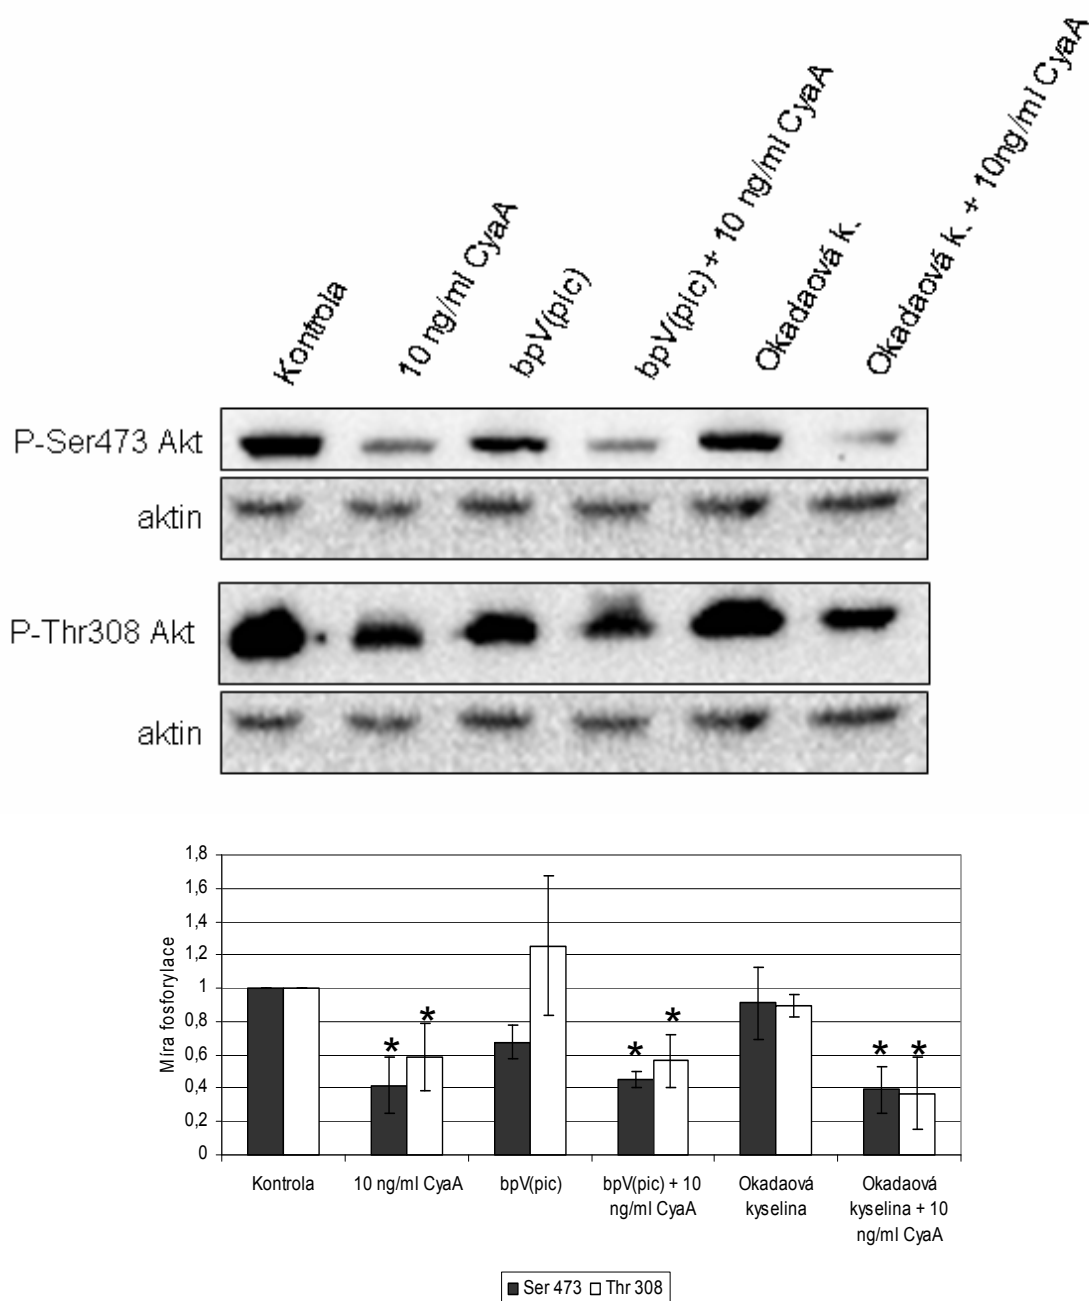 Kontrola
10 ng/ml CyaA
bpV(pic)
bpV(pic) + 10 ng/ml CyaA
Okadaová k.
Okadaová k. + 10ng/ml CyaA
P-Ser473 Akt
aktin
P-Thr308 Akt
aktin
Míra fosforylace
1,8
1,6
1,4
1,2
1
0,8
0,6
0,4
0,2
0
* * * * * *
Kontrola
10 ng/ml CyaA
bpV(pic)
bpV(pic) + 10
ng/ml CyaA
Okadaová
kyselina
Okadaová
kyselina + 10
ng/ml CyaA
Ser 473 Thr 308